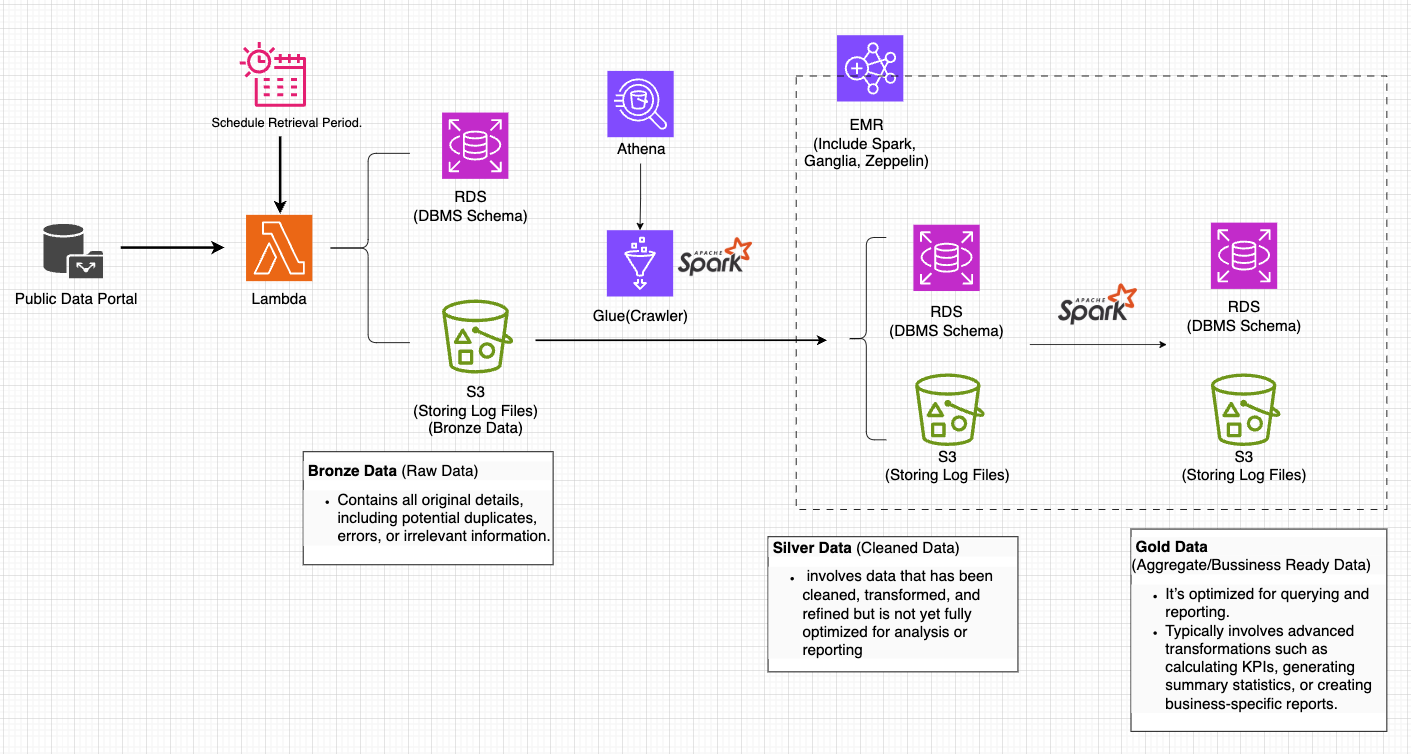 Schedule Retrieval Period.
Public Data Portal
Lambda
RDS
(DBMS Schema)
S3
(Storing Log Files)
(Bronze Data)
Athena
Glue(Crawler)
APACHE
Spark
EMR
(Include Spark,
Ganglia, Zeppelin)
RDS
(DBMS Schema)
S3
(Storing Log Files)
APACHE
Spark
RDS
(DBMS Schema)
S3
(Storing Log Files)
Bronze Data (Raw Data)
• Contains all original details,
including potential duplicates,
errors, or irrelevant information.
Silver Data (Cleaned Data)
• involves data that has been
cleaned, transformed, and
refined but is not yet fully
optimized for analysis or
reporting
Gold Data
(Aggregate/Bussiness Ready Data)
• It’s optimized for querying and
reporting.
• Typically involves advanced
transformations such as
calculating KPIs, generating
summary statistics, or creating
business-specific reports.